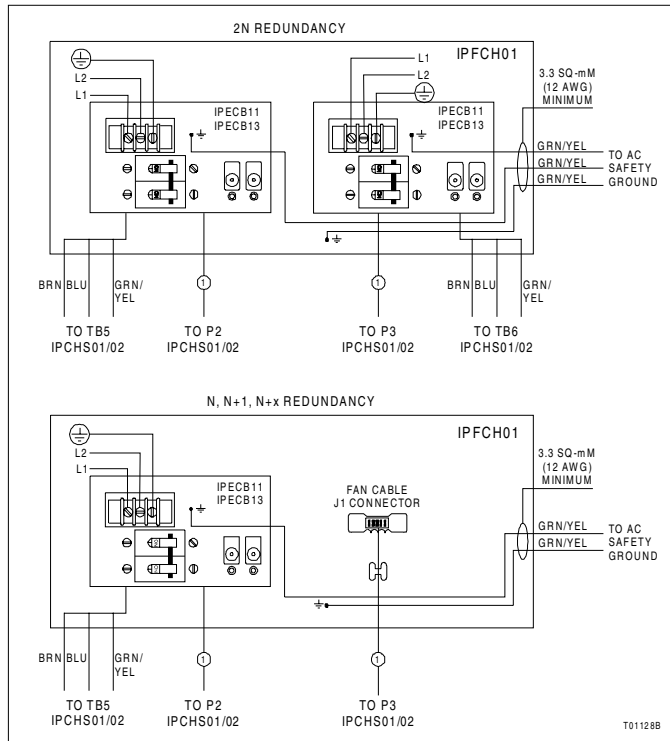 2N REDUNDANCY
IPFCH01
L2
L1
IPECB11
IPECB13
L1
L2
IPECB11
IPECB13
3.3 SQ-mM
(12 AWG)
MINIMUM
GRN/YEL
GRN/YEL
GRN/YEL
TO AC
SAFETY
GROUND
BRN BLU GRN/
YEL
1
1
BRN BLU GRN/
YEL
TO TB5
IPCHS01/02
TO P2
IPCHS01/02
TO P3
IPCHS01/02
TO TB6
IPCHS01/02
N, N+1, N+x REDUNDANCY
IPFCH01
L2
L1
IPECB11
IPECB13
FAN CABLE
J1 CONNECTOR
3.3 SQ-mM
(12 AWG)
MINIMUM
GRN/YEL
GRN/YEL
TO AC
SAFETY
GROUND
BRN BLU GRN/
YEL
1
1
TO TB5
IPCHS01/02
TO P2
IPCHS01/02
TO P3
IPCHS01/02
T01128B